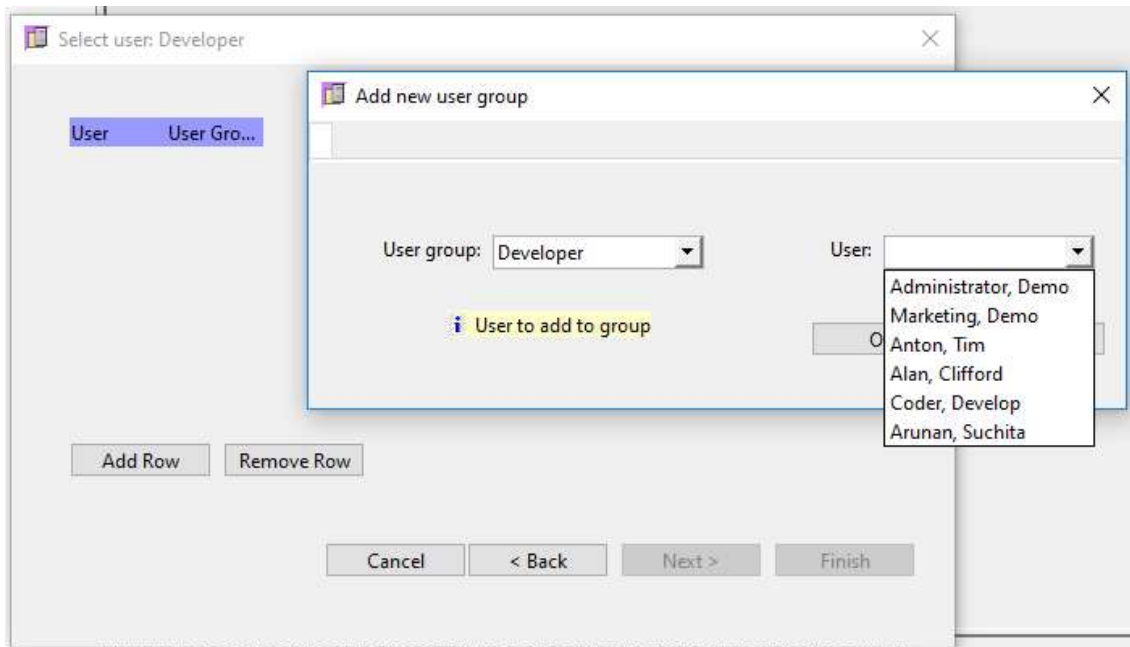 Select user: Developer
Add new user group
User User Gro...
User group: Developer User:
Administrator, Demo
Marketing, Demo
User to add to group
Anton, Tim
Alan, Clifford
Coder, Develop
Arunan, Suchita
Add Row Remove Row
Cancel < Back Next > Finish